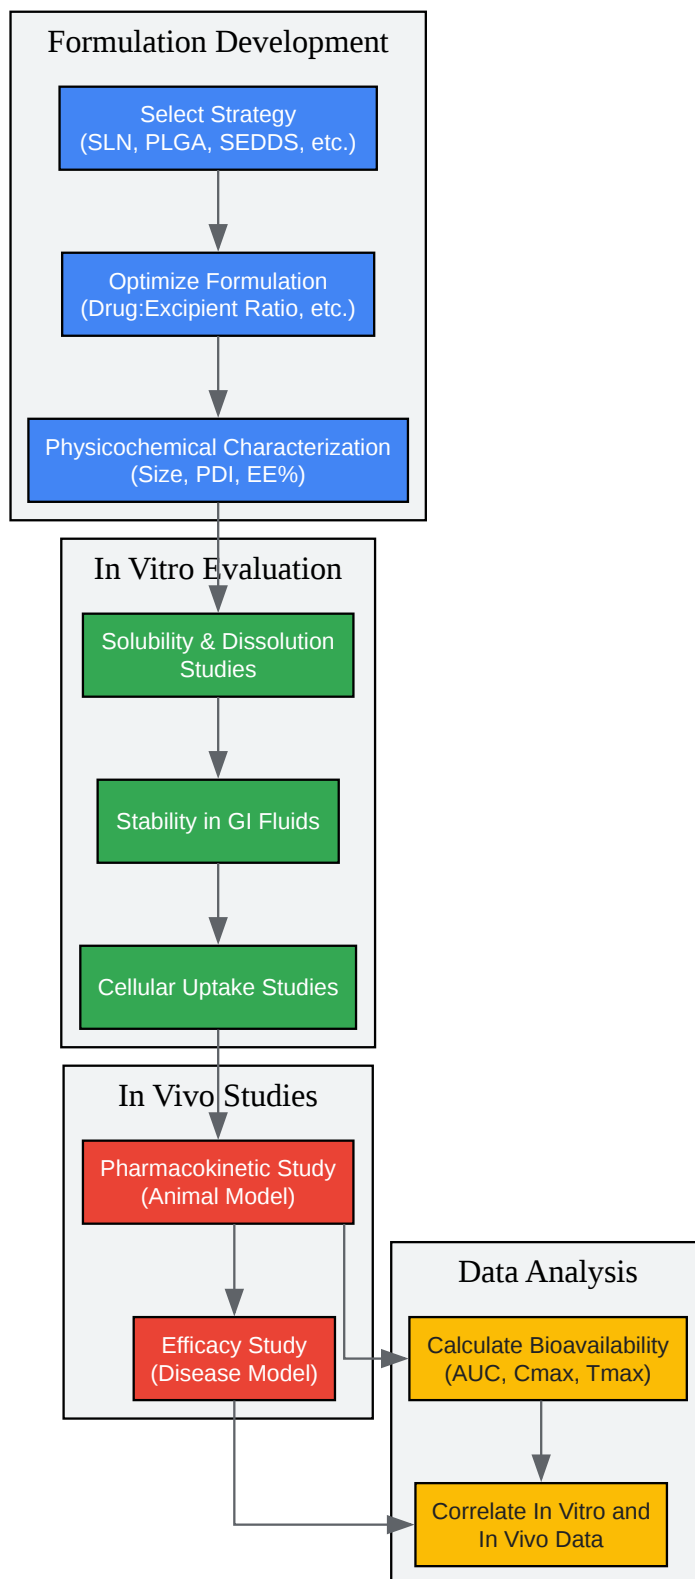 Formulation Development
Select Strategy
(SLN, PLGA, SEDDS, etc.)
Optimize Formulation
(Drug:Excipient Ratio, etc.)
Physicochemical Characterization
(Size, PDI, EE%)
In Vitro Evaluation
Solubility & Dissolution
Studies
Stability in GI Fluids
Cellular Uptake Studies
In Vivo Studies
Pharmacokinetic Study
(Animal Model)
Efficacy Study
(Disease Model)
Data Analysis
Calculate Bioavailability
(AUC, Cmax, Tmax)
Correlate In Vitro and
In Vivo Data